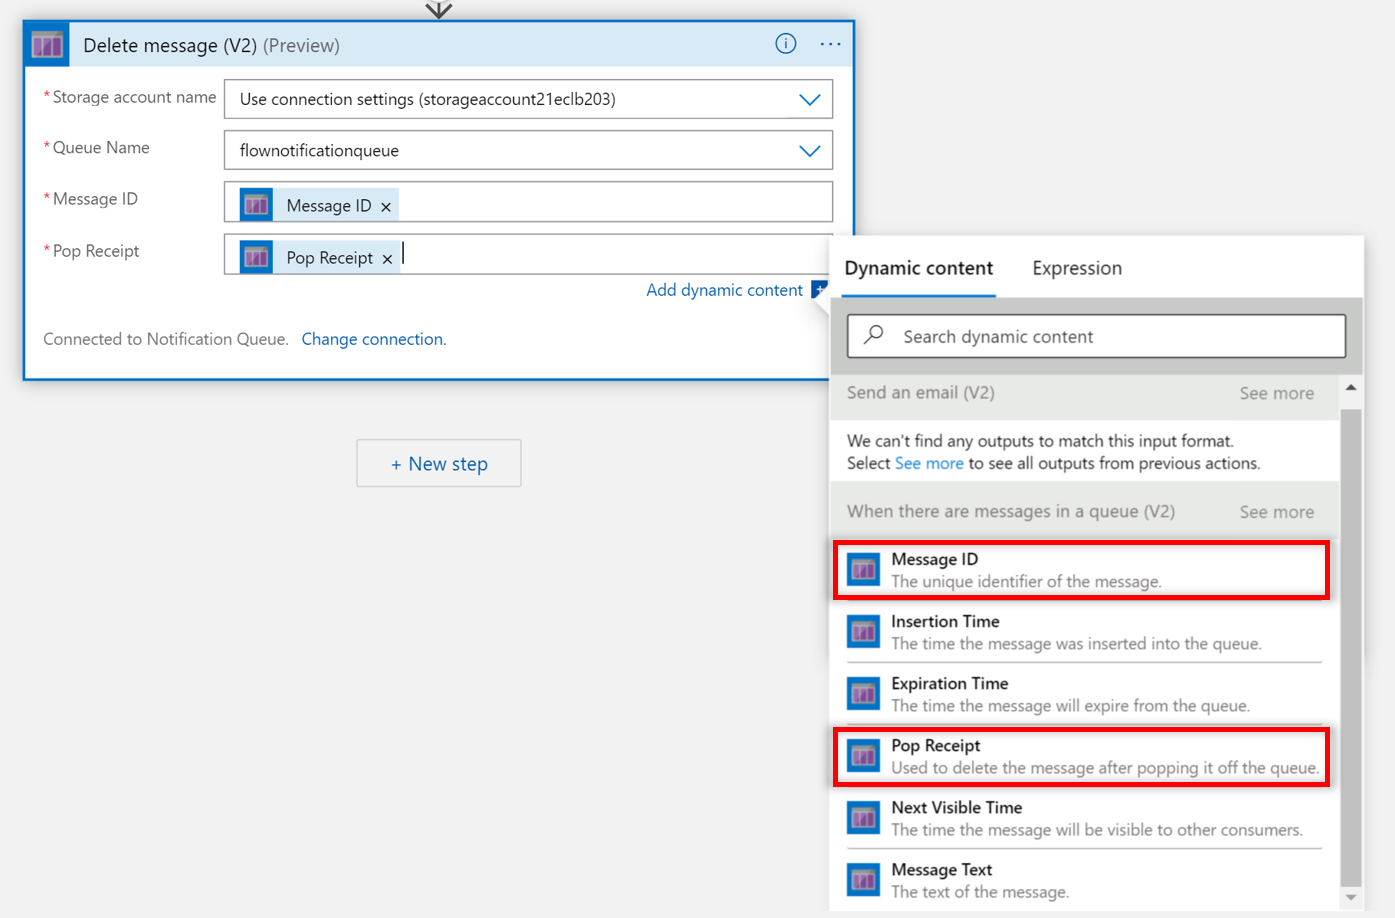 Delete message (V2) (Preview)
* Storage account name
Use connection settings (storageaccount21eclb203)
* Queue Name
flownotificationqueue
* Message ID
Message ID ×
* Pop Receipt
Pop Receipt ×
Add dynamic content +
Connected to Notification Queue. Change connection.
+ New step
Dynamic content
Expression
Search dynamic content
Send an email (V2)
See more
We can't find any outputs to match this input format.
Select See more to see all outputs from previous actions.
When there are messages in a queue (V2)
See more
Message ID
The unique identifier of the message.
Insertion Time
The time the message was inserted into the queue.
Expiration Time
The time the message will expire from the queue.
Pop Receipt
Used to delete the message after popping it off the queue.
Next Visible Time
The time the message will be visible to other consumers.
Message Text
The text of the message.